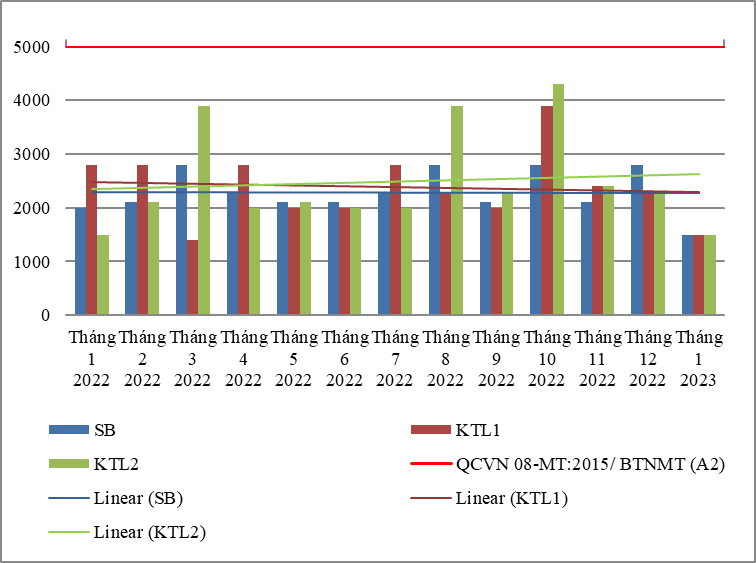 5000
4000
3000
2000
1000
0
Tháng Tháng Tháng Tháng Tháng Tháng Tháng Tháng Tháng Tháng Tháng Tháng Tháng
1 2 3 4 5 6 7 8 9 10 11 12 1
2022 2022 2022 2022 2022 2022 2022 2022 2022 2022 2022 2022 2023
SB KTL1
KTL2 QCVN 08-MT:2015/ BTNMT (A2)
Linear (SB) Linear (KTL1)
Linear (KTL2)